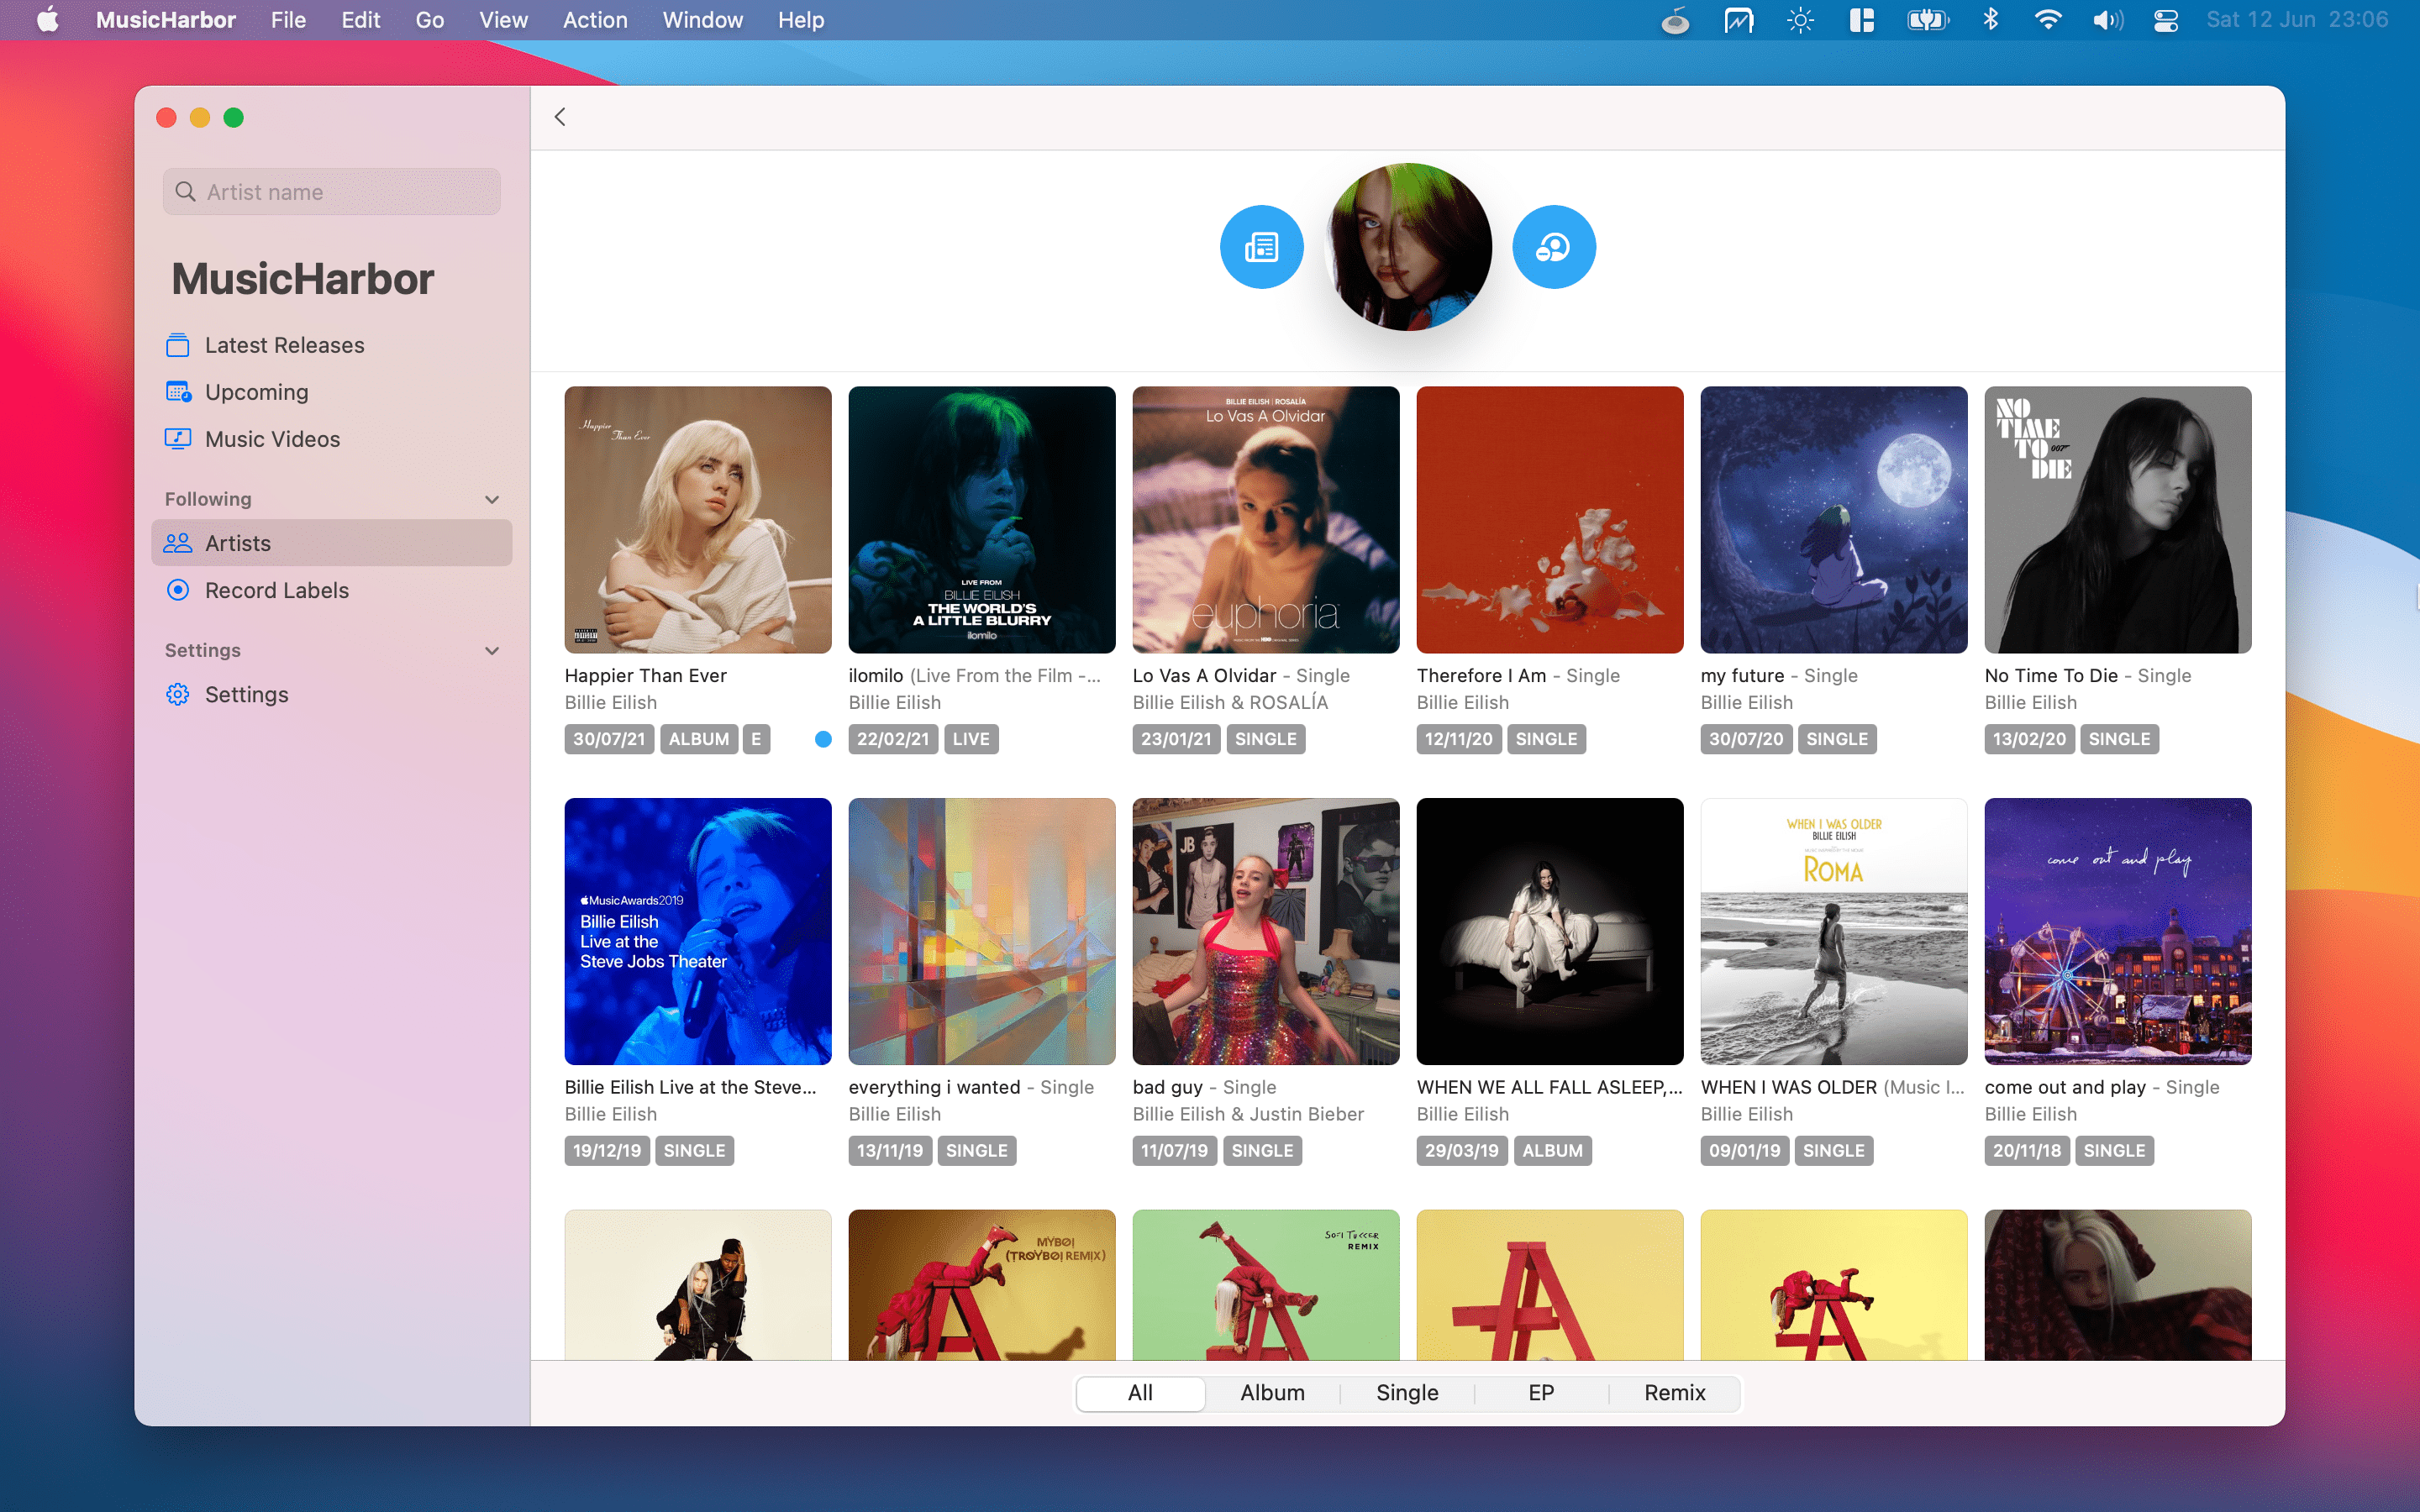 MusicHarbor File Edit Go View Action Window Help Sat 12 Jun 23:06
Artist name
MusicHarbor
Latest Releases
Upcoming
Music Videos
Following
Artists
Record Labels
Settings
Settings
Happier
Than Ever
LIVE FROM
BILLIE EILISH
THE WORLD'S
A LITTLE BLURRY
ilomilo
BILLIE EILISH | ROSALÍA
Lo Vas A Olvidar
euphoria
NO
TIME
TO 007
DIE
Happier Than Ever
Billie Eilish
30/07/21 ALBUM E
ilomilo (Live From the Film -...
Billie Eilish
22/02/21 LIVE
Lo Vas A Olvidar - Single
Billie Eilish & ROSALÍA
23/01/21 SINGLE
Therefore I Am - Single
Billie Eilish
12/11/20 SINGLE
my future - Single
Billie Eilish
30/07/20 SINGLE
No Time To Die - Single
Billie Eilish
13/02/20 SINGLE
MusicAwards2019
Billie Eilish
Live at the
Steve Jobs Theater
JB
WHEN I WAS OLDER
BILLIE EILISH
MUSIC INSPIRED BY THE MOVIE
ROMA
come out and play
Billie Eilish Live at the Steve...
Billie Eilish
19/12/19 SINGLE
everything i wanted - Single
Billie Eilish
13/11/19 SINGLE
bad guy - Single
Billie Eilish & Justin Bieber
11/07/19 SINGLE
WHEN WE ALL FALL ASLEEP,...
Billie Eilish
29/03/19 ALBUM
WHEN I WAS OLDER (Music I...
Billie Eilish
09/01/19 SINGLE
come out and play - Single
Billie Eilish
20/11/18 SINGLE
MYBOI
(TROYBOI REMIX)
SOFI TUKKER
REMIX
All Album Single EP Remix